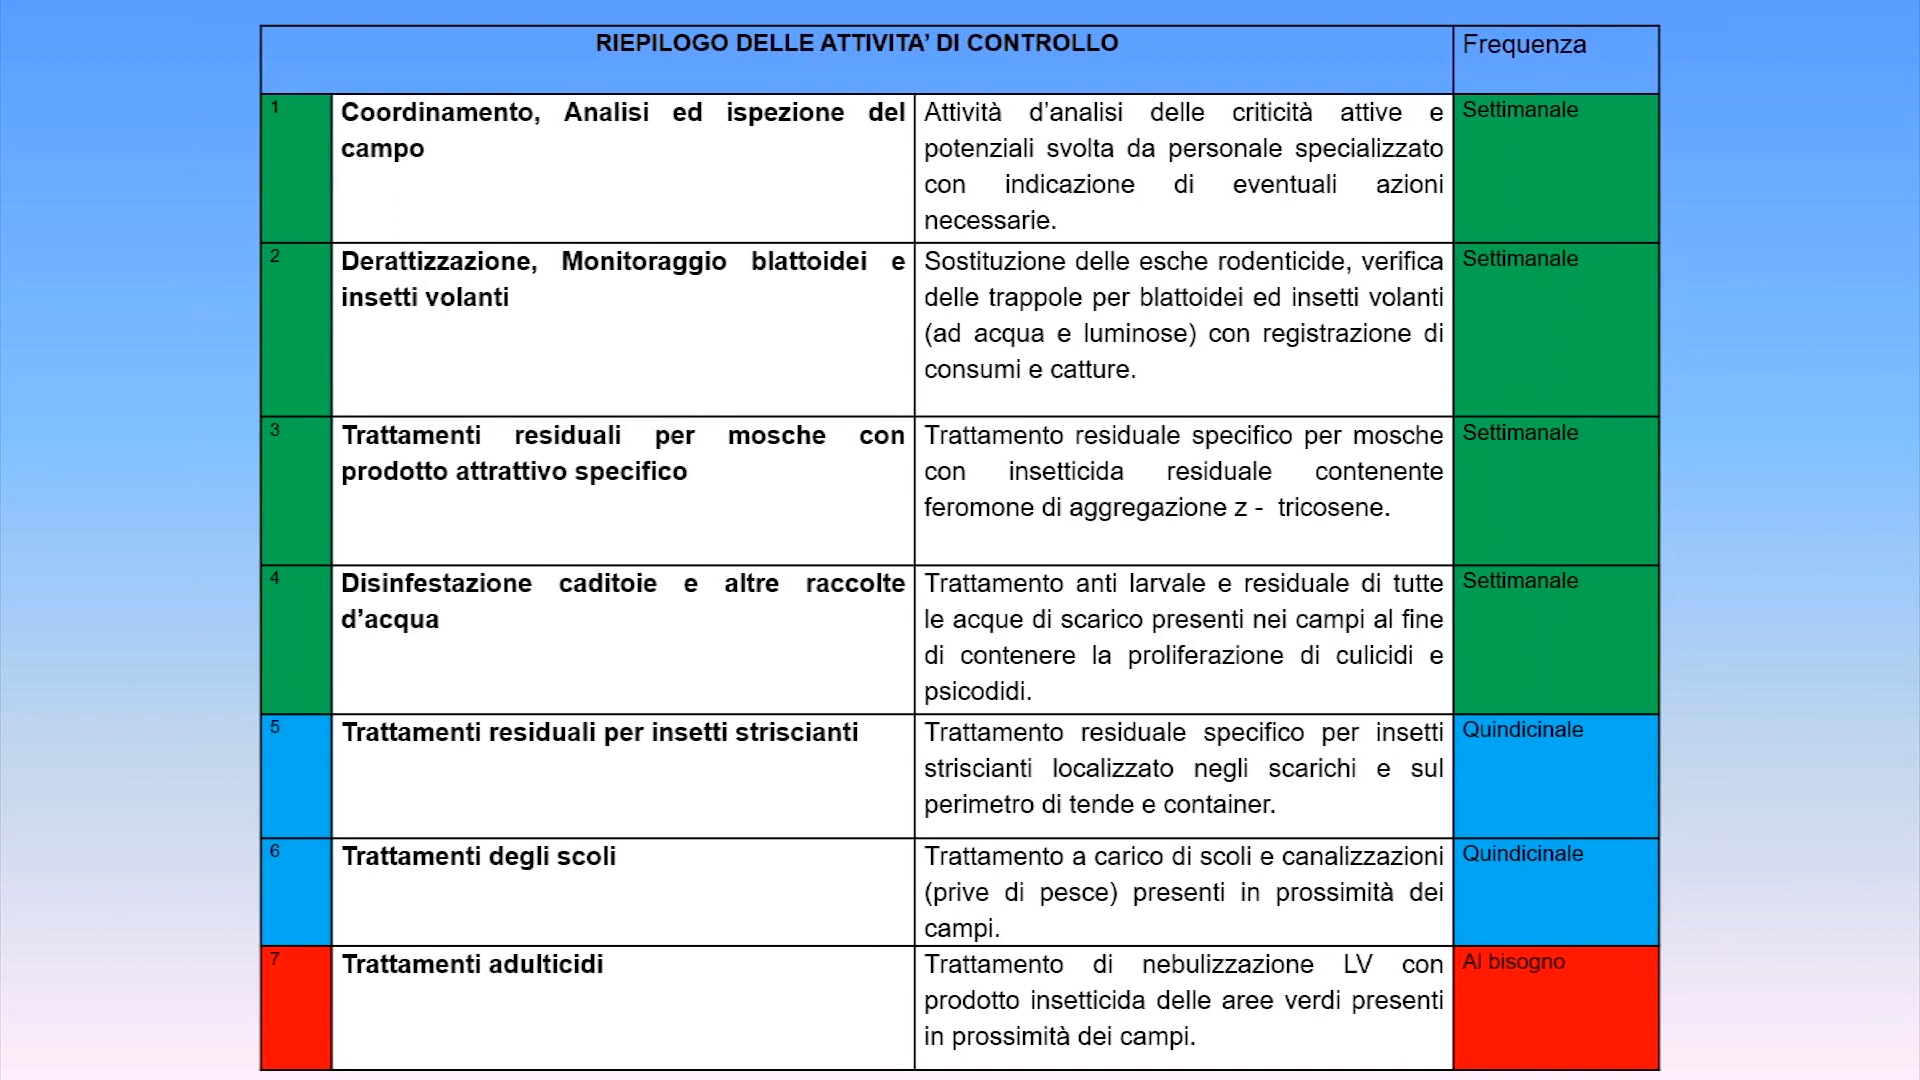 RIEPILOGO DELLE ATTIVITA’ DI CONTROLLO
Frequenza
1
Coordinamento, Analisi ed ispezione del
campo
Attività d’analisi delle criticità attive e
potenziali svolta da personale specializzato
con indicazione di eventuali azioni
necessarie.
Settimanale
2
Derattizzazione, Monitoraggio blattoidei e
insetti volanti
Sostituzione delle esche rodenticide, verifica
delle trappole per blattoidei ed insetti volanti
(ad acqua e luminose) con registrazione di
consumi e catture.
Settimanale
3
Trattamenti residuali per mosche con
prodotto attrattivo specifico
Trattamento residuale specifico per mosche
con insetticida residuale contenente
feromone di aggregazione z - tricosene.
Settimanale
4
Disinfestazione caditoie e altre raccolte
d’acqua
Trattamento anti larvale e residuale di tutte
le acque di scarico presenti nei campi al fine
di contenere la proliferazione di culicidi e
psicodidi.
Settimanale
5
Trattamenti residuali per insetti striscianti
Trattamento residuale specifico per insetti
striscianti localizzato negli scarichi e sul
perimetro di tende e container.
Quindicinale
6
Trattamenti degli scoli
Trattamento a carico di scoli e canalizzazioni
(prive di pesce) presenti in prossimità dei
campi.
Quindicinale
7
Trattamenti adulticidi
Trattamento di nebulizzazione LV con
prodotto insetticida delle aree verdi presenti
in prossimità dei campi.
Al bisogno